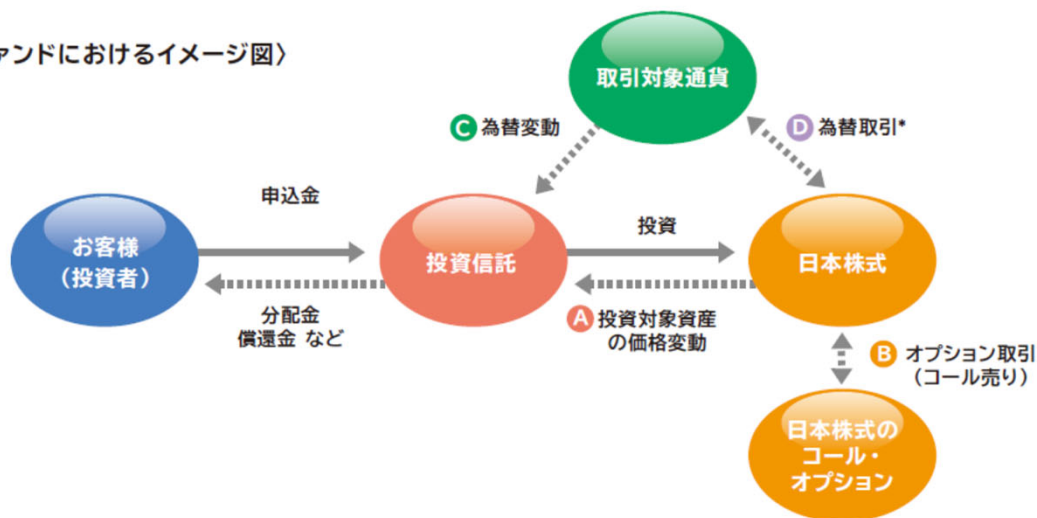 ァンドにおけるイメージ図〉
取引対象通貨
C 為替変動
D 為替取引*
申込金
投資
お客様
（投資者）
投資信託
日本株式
分配金
償還金 など
A 投資対象資産
の価格変動
B オプション取引
（コール売り）
日本株式の
コール・
オプション